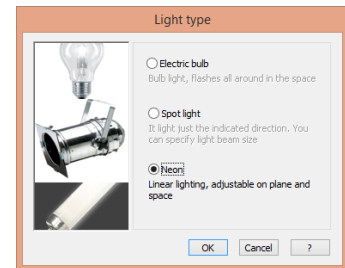 Light type
Electric bulb
Bulb light, flashes all around in the space
Spot light
It light just the indicated direction. You
can specify light beam size
Neon
Linear lighting, adjustable on plane and
space
OK Cancel ?